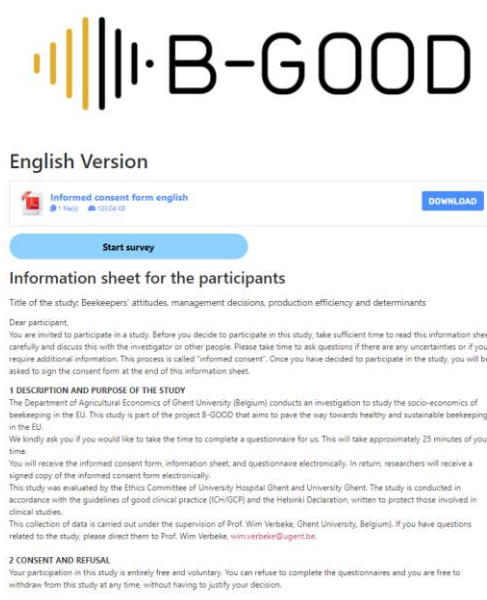 B-GOOD
English Version
Informed consent form english
1 file(s) 103.04 KB
DOWNLOAD
Start survey
Information sheet for the participants
Title of the study: Beekeepers' attitudes, management decisions, production efficiency and determinants
Dear participant,
You are invited to participate in a study. Before you decide to participate in this study, take sufficient time to read this information shee
carefully and discuss this with the investigator or other people. Please take time to ask questions if there are any uncertainties or if you
require additional information. This process is called "informed consent". Once you have decided to participate in the study, you will be
asked to sign the consent form at the end of this information sheet.
1 DESCRIPTION AND PURPOSE OF THE STUDY
The Department of Agricultural Economics of Ghent University (Belgium) conducts an investigation to study the socio-economics of
beekeeping in the EU. This study is part of the project B-GOOD that aims to pave the way towards healthy and sustainable beekeeping
in the EU.
We kindly ask you if you would like to take the time to complete a questionnaire for us. This will take approximately 25 minutes of you
time.
You will receive the informed consent form, information sheet, and questionnaire electronically. In return, researchers will receive a
signed copy of the informed consent form electronically.
This study was evaluated by the Ethics Committee of University Hospital Ghent and University Ghent. The study is conducted in
accordance with the guidelines of good clinical practice (ICH/GCP) and the Helsinki Declaration, written to protect those involved in
clinical studies.
This collection of data is carried out under the supervision of Prof. Wim Verbeke, Ghent University, Belgium). If you have questions
related to the study, please direct them to Prof. Wim Verbeke, wim.verbeke@ugent.be.
2 CONSENT AND REFUSAL
Your participation in this study is entirely free and voluntary. You can refuse to complete the questionnaires and you are free to
withdraw from this study at any time, without having to justify your decision.